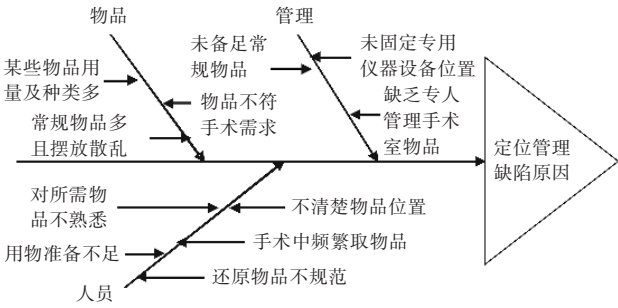 物品
管理
某些物品用
量及种类多
物品不符
手术需求
常规物品多
且摆放散乱
未备足常
规物品
未固定专用
仪器设备位置
缺乏专人
管理手术
室物品
定位管理
缺陷原因
对所需物
品不熟悉
不清楚物品位置
用物准备不足
手术中频繁取物品
还原物品不规范
人员